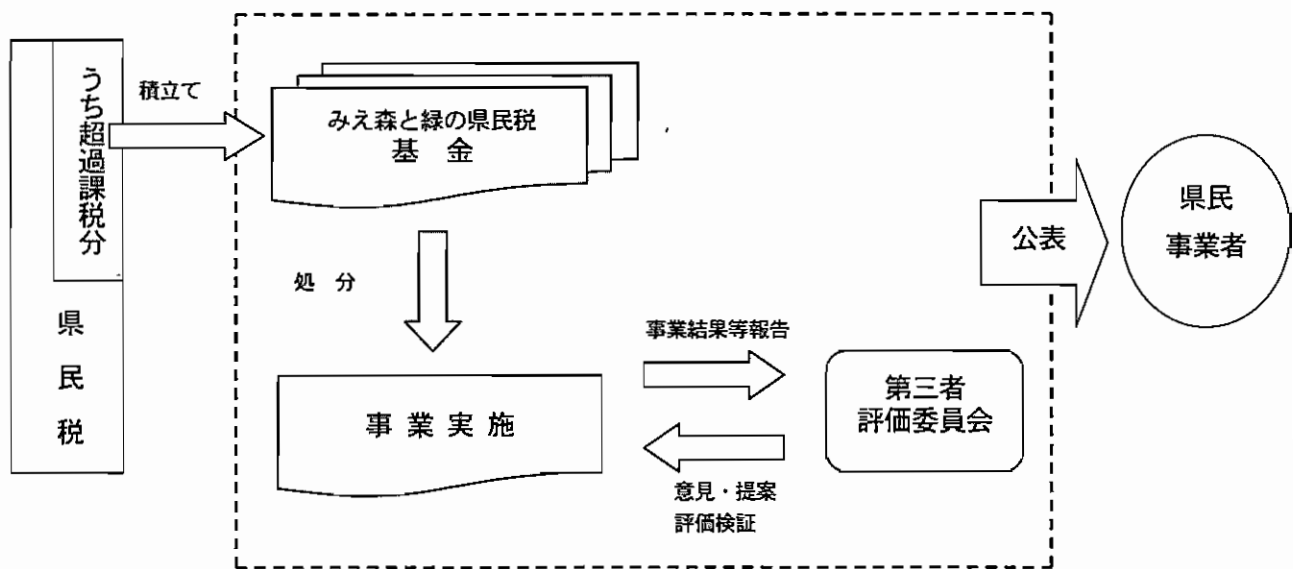 うち超過課税分
県民税
積立て
みえ森と緑の県民税
基 金
処 分
事 業 実 施
事業結果等報告
意見・提案
評価検証
第三者
評価委員会
公表
県民
事業者